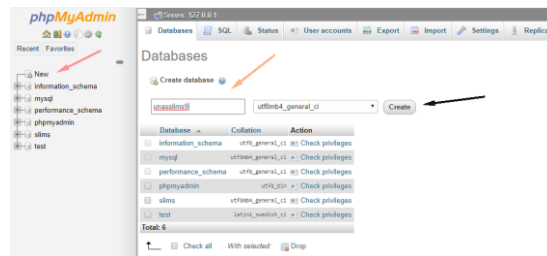 phpMyAdmin
Recent Favorites
New
information_schema
mysql
performance_schema
phpmyadmin
slims
test
Server: 127.0.0.1
Databases SQL Status User accounts Export Import Settings Replica
Databases
Create database
unasslims9
utf8mb4_general_ci Create
Database Collation Action
information_schema utf8_general_ci Check privileges
mysql utf8mb4_general_ci Check privileges
performance_schema utf8_general_ci Check privileges
phpmyadmin utf8_bin Check privileges
slims utf8mb4_general_ci Check privileges
test latin1_swedish_ci Check privileges
Total: 6
Check all With selected: Drop